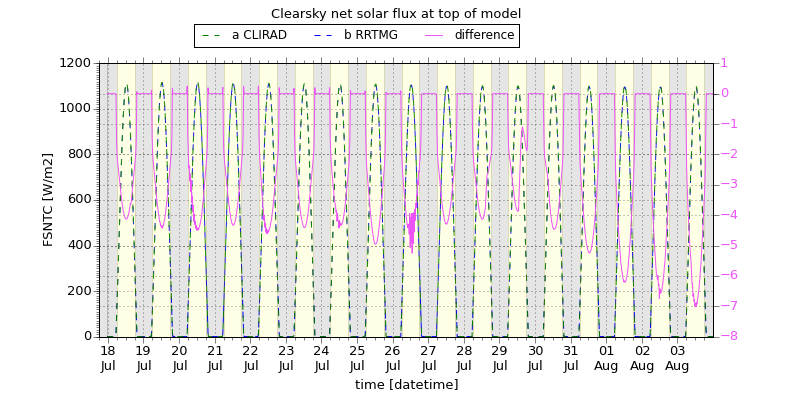 Clearsky net solar flux at top of model
a CLIRAD b RRTMG difference
1200 1
1000 0
800 −1
600 −2
400 −3
200 −4
0 −5
−6
−7
−8
FSNTC [W/m2]
18 19 20 21 22 23 24 25 26 27 28 29 30 31 01 02 03
Jul Jul Jul Jul Jul Jul Jul Jul Jul Jul Jul Jul Jul Jul Aug Aug Aug
time [datetime]